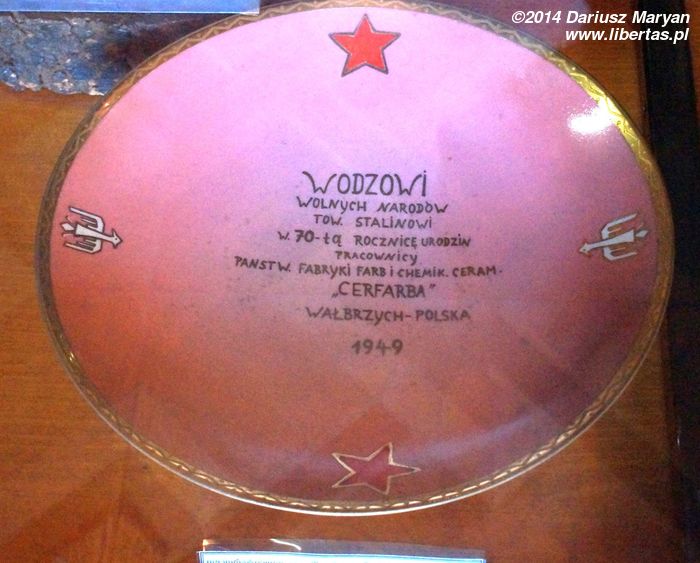 ©2014 Dariusz Maryan
www.libertas.pl
WODZOWI
WOLNYCH NARODÓW
TOW. STALINOWI
W. 70-tą ROCZNICĘ URODZIN
PRACOWNICY
PAŃSTW. FABRYKI FARB i CHEMIK. CERAM.
„CERFARBA"
WAŁBRZYCH-POLSKA
1949